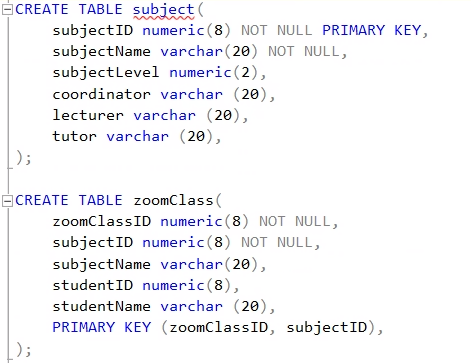 CREATE TABLE subject(
subjectID numeric(8) NOT NULL PRIMARY KEY,
subjectName varchar(20) NOT NULL,
subjectLevel numeric(2),
coordinator varchar (20),
lecturer varchar (20),
tutor varchar (20),
);
CREATE TABLE zoomClass(
zoomClassID numeric(8) NOT NULL,
subjectID numeric(8) NOT NULL,
subjectName varchar(20),
studentID numeric(8),
studentName varchar (20),
PRIMARY KEY (zoomClassID, subjectID),
);